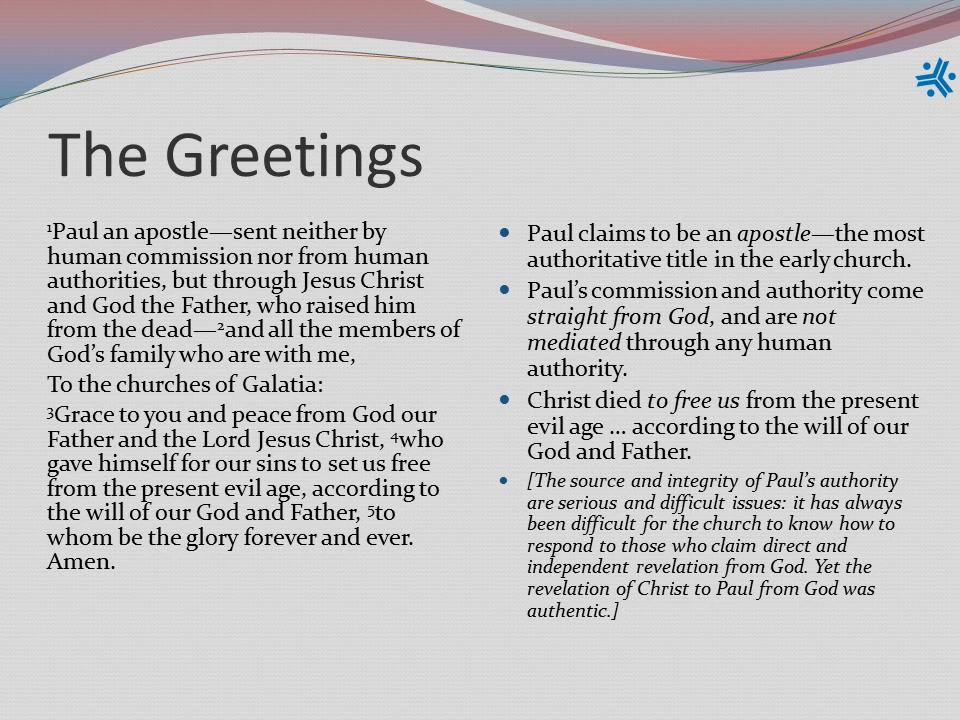 The Greetings
¹Paul an apostle—sent neither by
human commission nor from human
authorities, but through Jesus Christ
and God the Father, who raised him
from the dead—²and all the members of
God’s family who are with me,
To the churches of Galatia:
³Grace to you and peace from God our
Father and the Lord Jesus Christ, ⁴who
gave himself for our sins to set us free
from the present evil age, according to
the will of our God and Father, ⁵to
whom be the glory forever and ever.
Amen.
• Paul claims to be an apostle—the most
authoritative title in the early church.
• Paul’s commission and authority come
straight from God, and are not
mediated through any human
authority.
• Christ died to free us from the present
evil age … according to the will of our
God and Father.
• [The source and integrity of Paul’s authority
are serious and difficult issues: it has always
been difficult for the church to know how to
respond to those who claim direct and
independent revelation from God. Yet the
revelation of Christ to Paul from God was
authentic.]